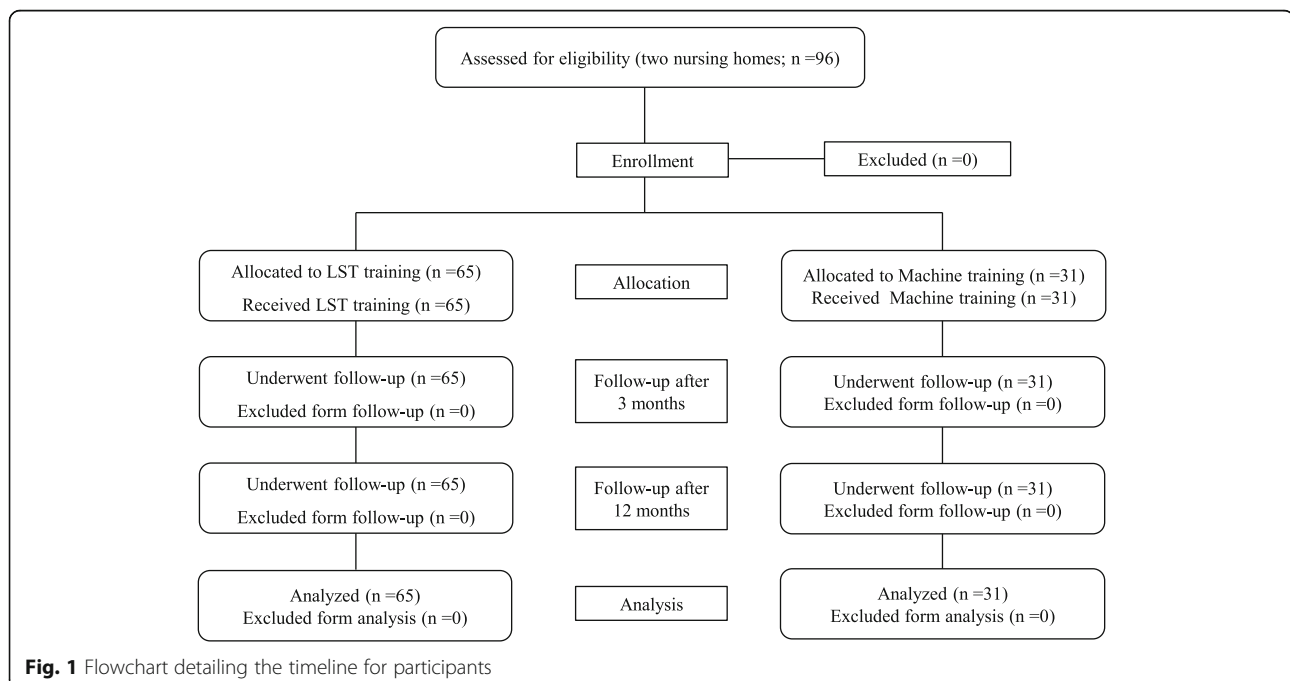 Assessed for eligibility (two nursing homes; n =96)
Enrollment
Excluded (n =0)
Allocated to LST training (n =65)
Received LST training (n =65)
Allocation
Allocated to Machine training (n =31)
Received Machine training (n =31)
Underwent follow-up (n =65)
Excluded form follow-up (n =0)
Follow-up after
3 months
Underwent follow-up (n =31)
Excluded form follow-up (n =0)
Underwent follow-up (n =65)
Excluded form follow-up (n =0)
Follow-up after
12 months
Underwent follow-up (n =31)
Excluded form follow-up (n =0)
Analyzed (n =65)
Excluded form analysis (n =0)
Analysis
Analyzed (n =31)
Excluded form analysis (n =0)
Fig. 1 Flowchart detailing the timeline for participants